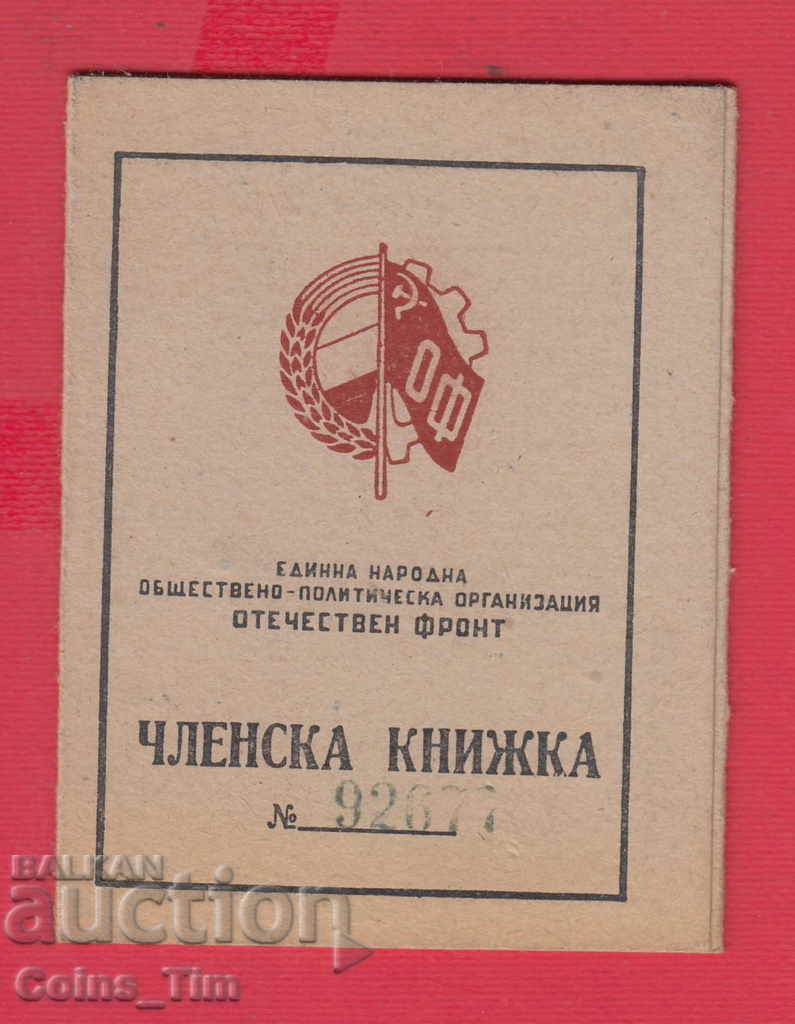 ОФ
ЕДИННА НАРОДНА
ОБЩЕСТВЕНО-ПОЛИТИЧЕСКА ОРГАНИЗАЦИЯ
ОТЕЧЕСТВЕН ФРОНТ
ЧЛЕНСКА КНИЖКА
№ 92677
BALKAN
auction
Coins_Tim